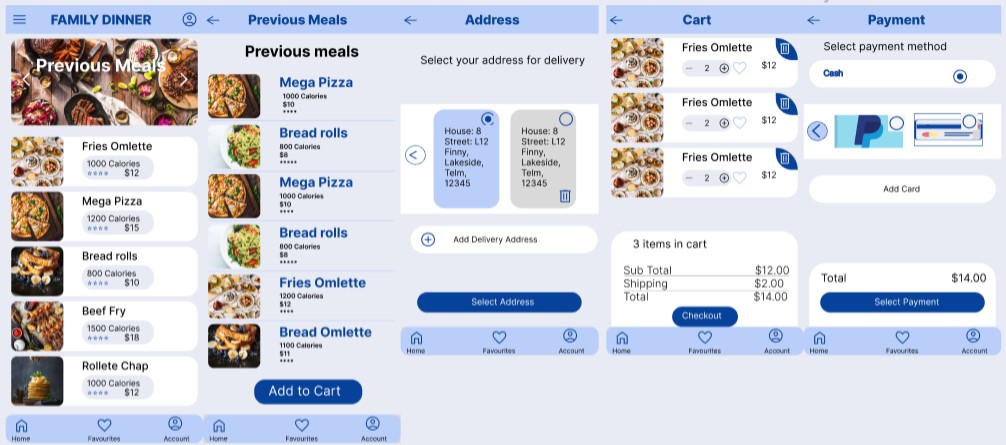 FAMILY DINNER
Previous Meals
Fries Omlette
1000 Calories
**** $12
Mega Pizza
1200 Calories
**** $15
Bread rolls
800 Calories
**** $10
Beef Fry
1500 Calories
**** $18
Rollete Chap
1000 Calories
**** $12
Home
Favourites
Account
Previous Meals
Previous meals
Mega Pizza
1000 Calories
$10
****
Bread rolls
800 Calories
$8
*****
Mega Pizza
1000 Calories
$10
****
Bread rolls
800 Calories
$8
*****
Fries Omlette
1200 Calories
$12
****
Bread Omlette
1100 Calories
$11
****
Add to Cart
Home
Favourites
Account
Address
Select your address for delivery
House: 8
Street: L12
Finny,
Lakeside,
Telm,
12345
House: 8
Street: L12
Finny,
Lakeside,
Telm,
12345
Add Delivery Address
Select Address
Home
Favourites
Account
Cart
Fries Omlette
2
$12
Fries Omlette
2
$12
Fries Omlette
2
$12
3 items in cart
Sub Total $12.00
Shipping $2.00
Total $14.00
Checkout
Home
Favourites
Account
Payment
Select payment method
Cash
Add Card
Total $14.00
Select Payment
Home
Favourites
Account